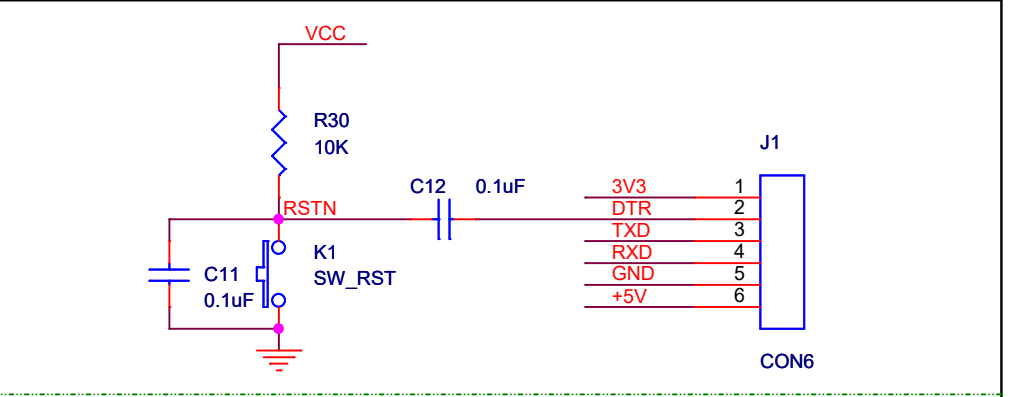 VCC
R30
10K
J1
C12 0.1uF
3V3 1
RSTN
DTR 2
TXD 3
K1
RXD 4
SW_RST
C11
GND 5
0.1uF
+5V 6
CON6